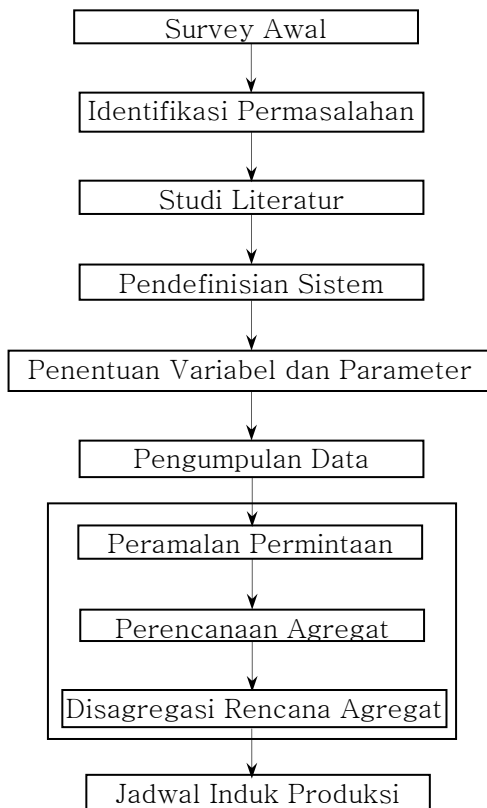 Survey Awal
Identifikasi Permasalahan
Studi Literatur
Pendefinisian Sistem
Penentuan Variabel dan Parameter
Pengumpulan Data
Peramalan Permintaan
Perencanaan Agregat
Disagregasi Rencana Agregat
Jadwal Induk Produksi